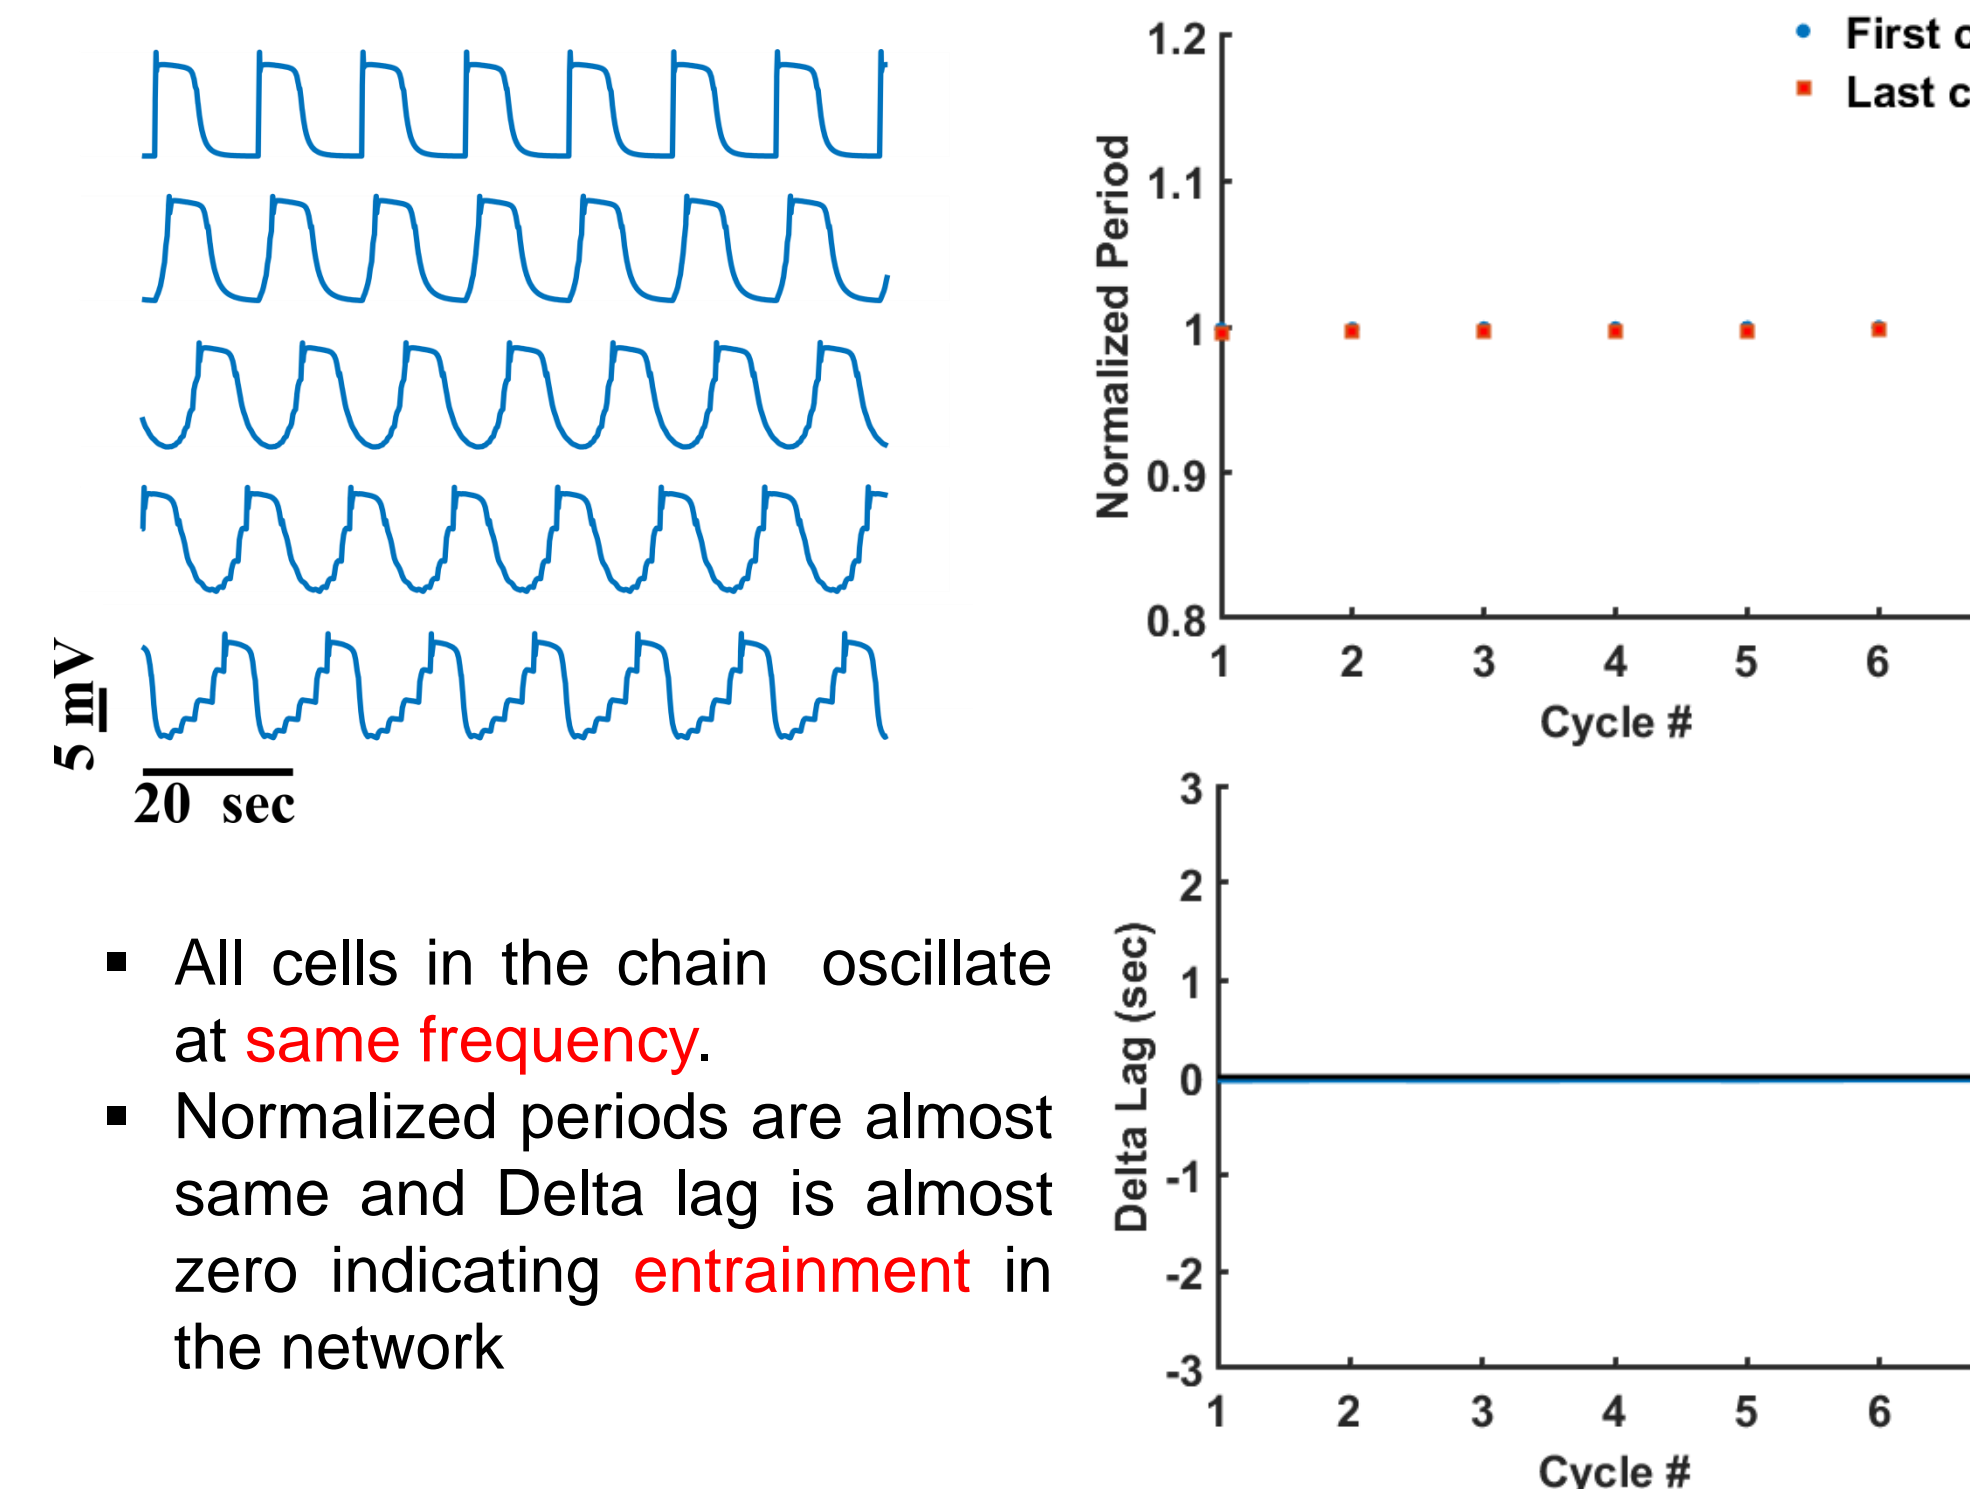 5 mV
20 sec
▪ All cells in the chain oscillate
at same frequency.
▪ Normalized periods are almost
same and Delta lag is almost
zero indicating entrainment in
the network
First
Last
1.2
1.1
1
0.9
0.8
Normalized Period
1 2 3 4 5 6
Cycle #
3
2
1
0
-1
-2
-3
Delta Lag (sec)
1 2 3 4 5 6
Cycle #